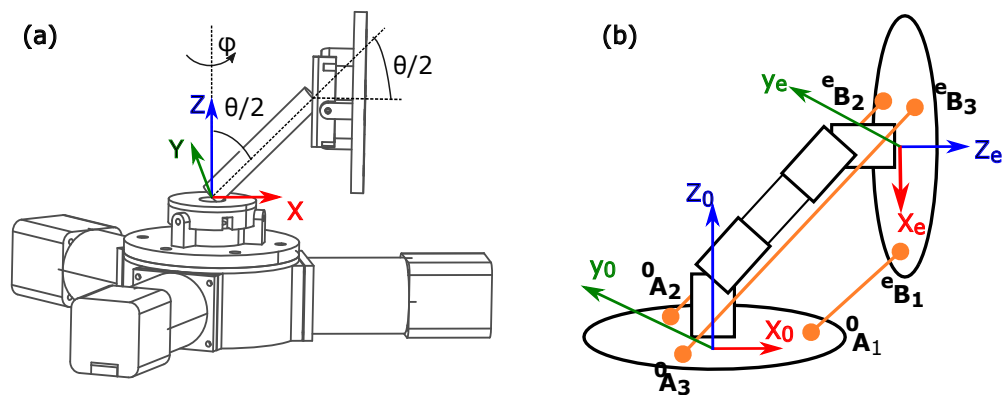 (a)
φ
θ/2
Z
θ/2
Y
X
(b)
ye
eB2
eB3
Ze
Z0
Xe
y0
0A2
eB1
X0
0A1
0A3